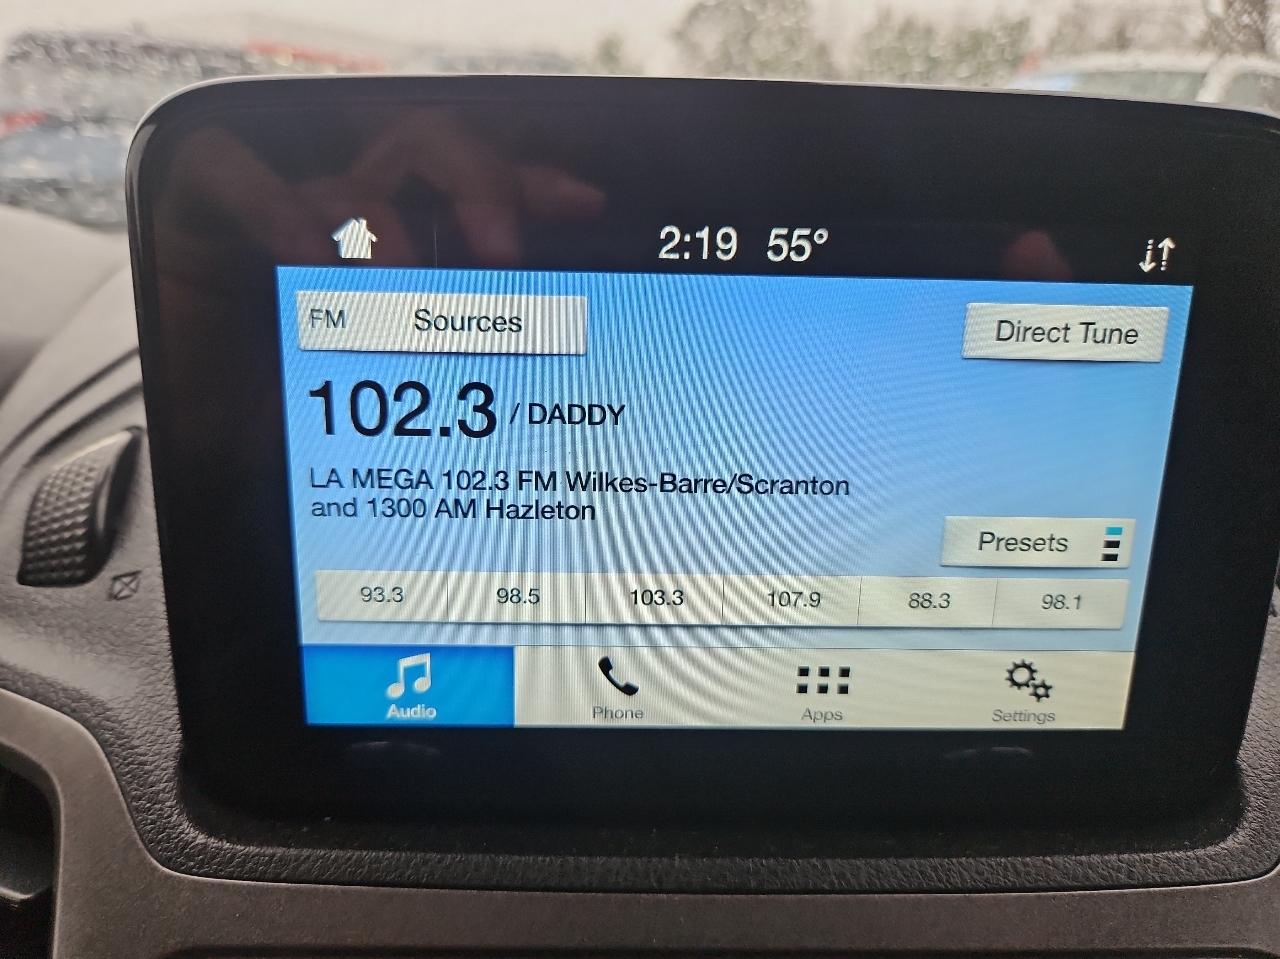 2:19 55°
FM Sources
Direct Tune
102.3 / DADDY
LA MEGA 102.3 FM Wilkes-Barre/Scranton
and 1300 AM Hazleton
Presets
93.3 98.5 103.3 107.9 88.3 98.1
Audio Phone Apps Settings